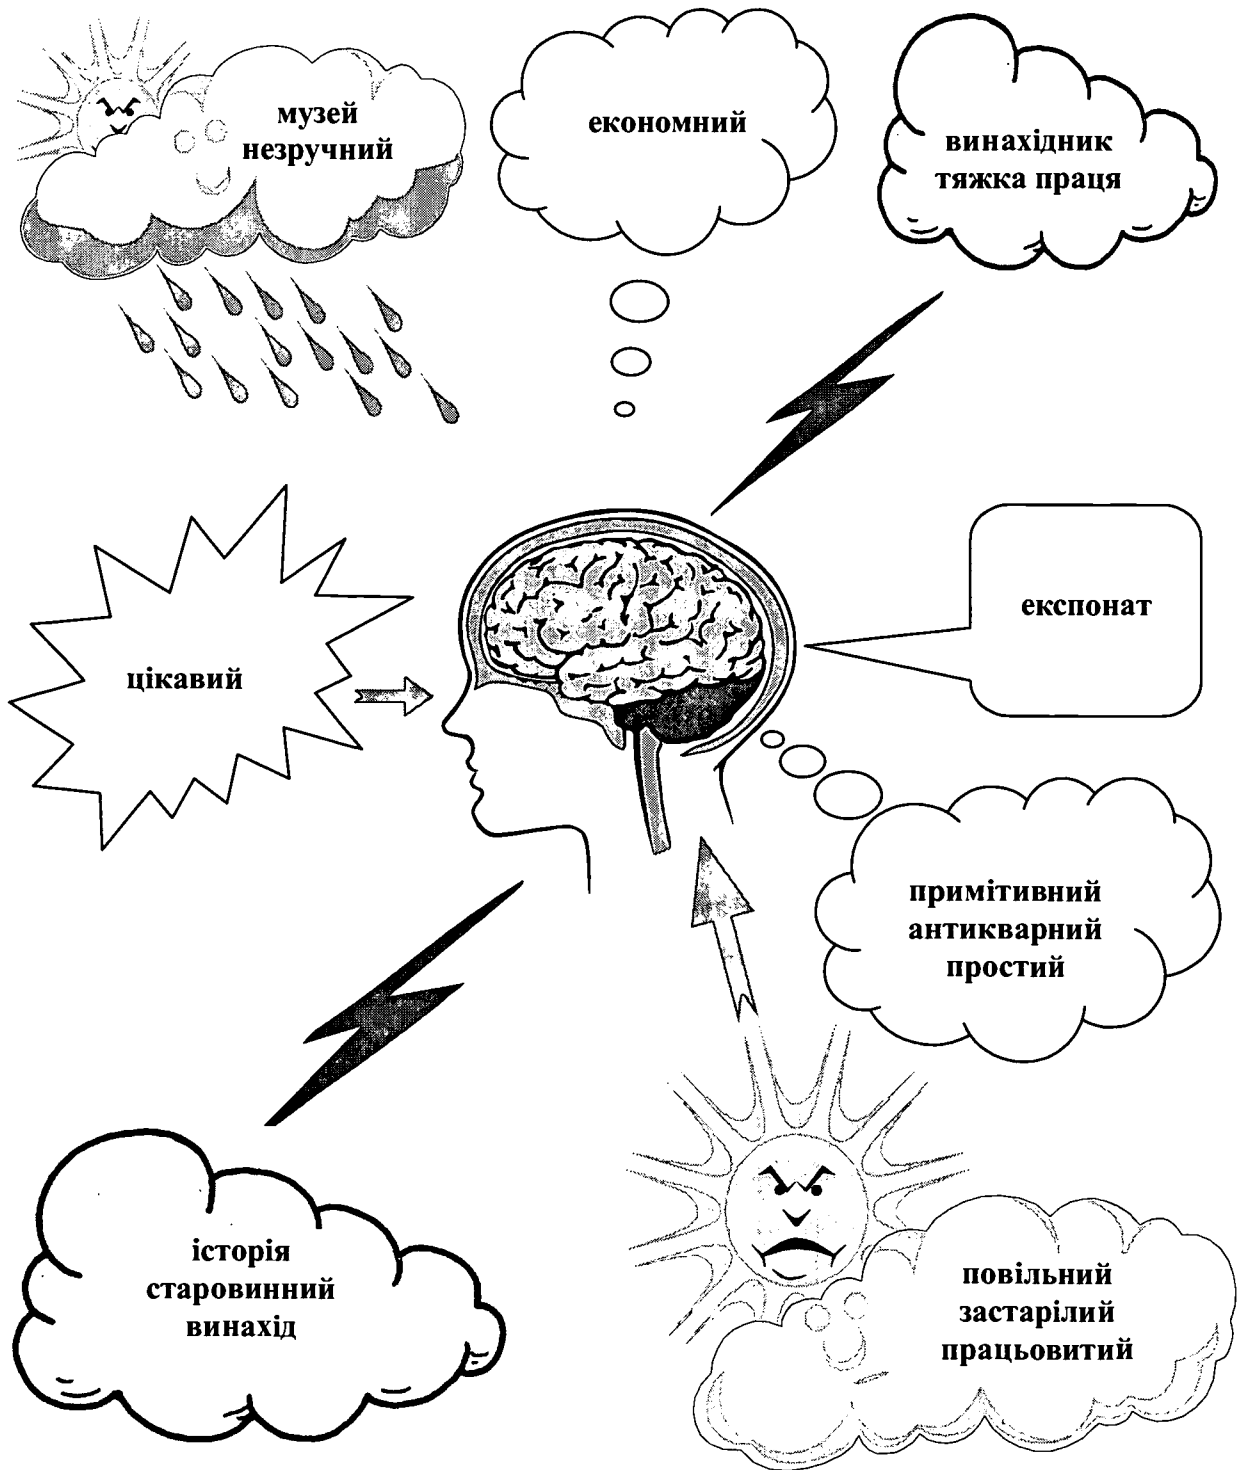 музей
незручний
економний
винахідник
тяжка праця
цікавий
експонат
примітивний
антикварний
простий
історія
старовинний
винахід
повільний
застарілий
працьовитий